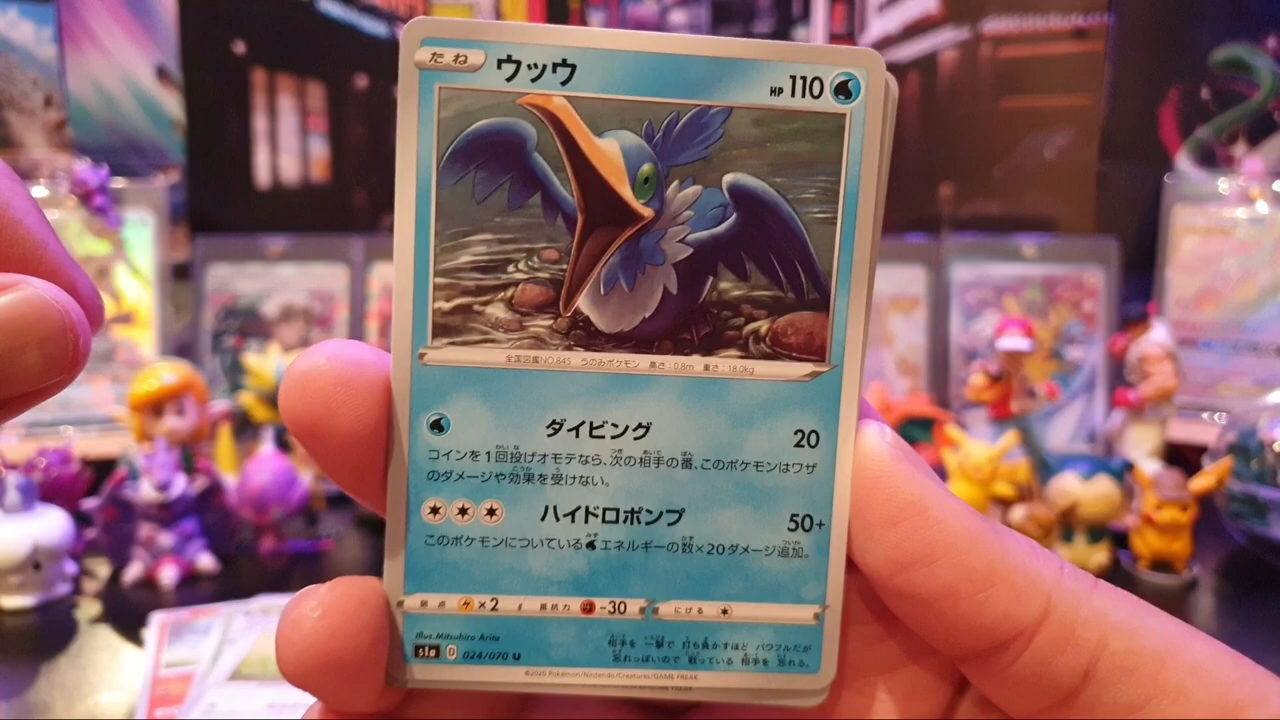 たね ウッウ HP 110
全国図鑑NO.845 うのみポケモン 高さ:0.8m 重さ:18.0kg
ダイビング 20
コインを1回投げオモテなら、次の相手の番、このポケモンはワザ
のダメージや効果を受けない。
ハイドロポンプ 50+
このポケモンについているエネルギーの数×20ダメージ追加。
弱点 ×2 抵抗力 -30 にげる
Illus.Mitsuhiro Arita
相手を 一撃で 打ち負かすほど パワフルだが
s1a D 024/070 U
忘れっぽいので 戦っている 相手を 忘れる。
©2020 Pokémon/Nintendo/Creatures/GAME FREAK.